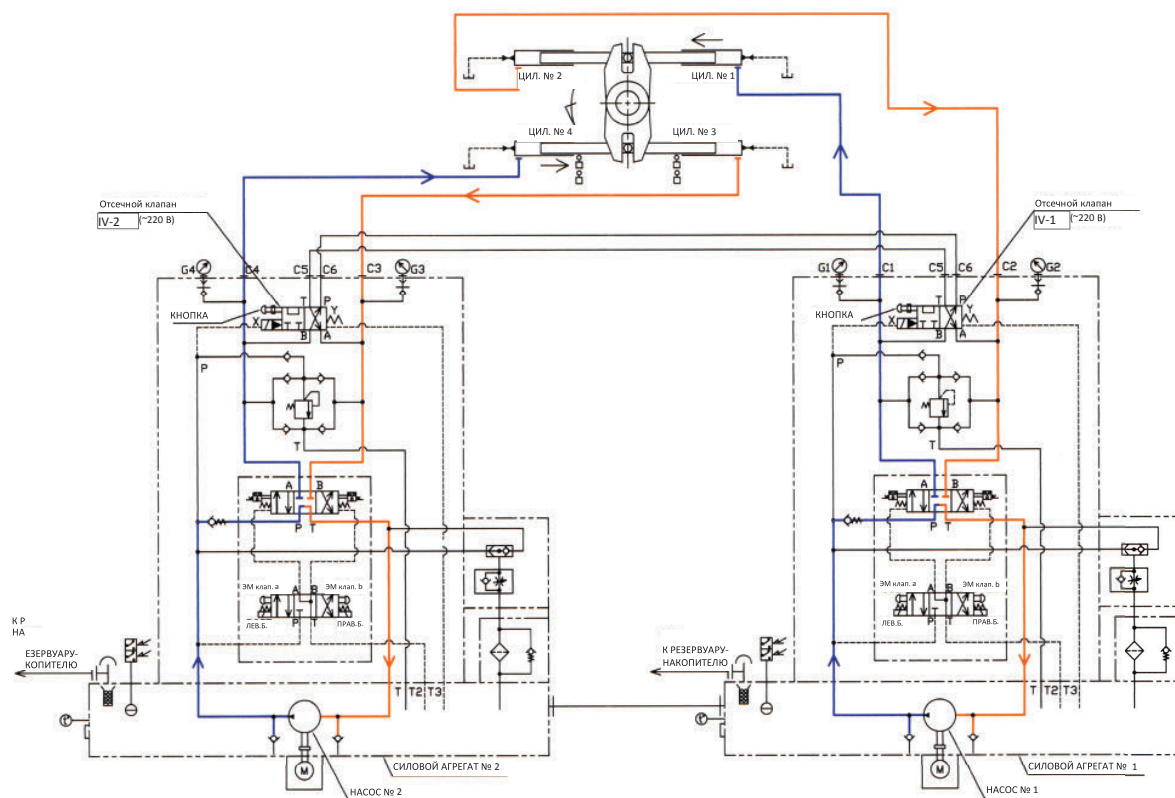 ЦИЛ. № 2
ЦИЛ. № 1
ЦИЛ. № 4
ЦИЛ. № 3
Отсечной клапан
IV-2 (~220 В)
Отсечной клапан
IV-1 (~220 В)
G4
G4
C5
C6
C3
G3
G1
C1
C5
C6
C2
G2
T
P
T
P
КНОПКА
X
Y
КНОПКА
X
Y
B
A
B
A
P
P
T
T
A
B
A
B
P
T
P
T
ЭМ клап. a
A
B
ЭМ клап. b
ЭМ клап. a
A
B
ЭМ клап. b
ЛЕВ.Б.
P
T
ПРАВ.Б.
ЛЕВ.Б.
P
T
ПРАВ.Б.
К Р
НА
ЕЗЕРВУАРУ-
КОПИТЕЛЮ
К РЕЗЕРВУАРУ-
НАКОПИТЕЛЮ
T
T2
T3
T
T2
T3
M
M
СИЛОВОЙ АГРЕГАТ № 2
СИЛОВОЙ АГРЕГАТ № 1
НАСОС № 2
НАСОС № 1